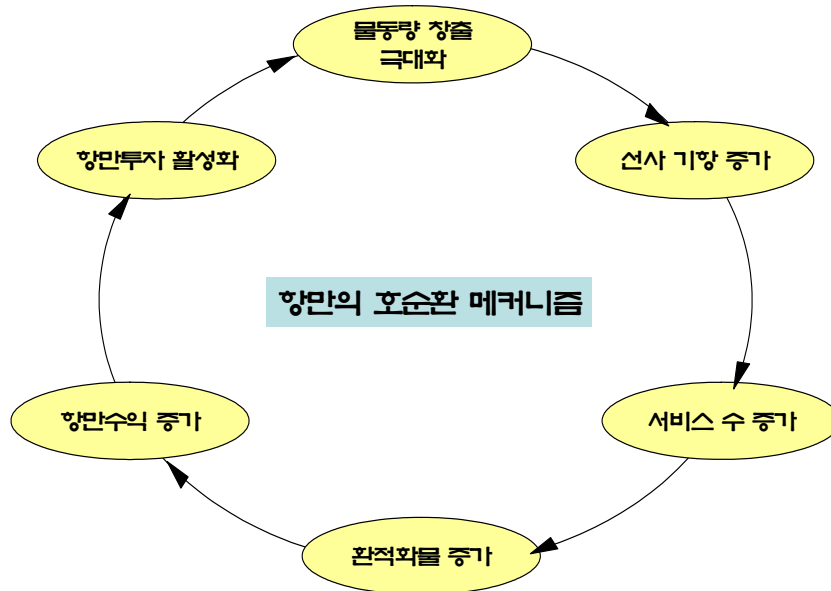 물동량 창출
극대화
선사 기항 증가
서비스 수 증가
환적화물 증가
항만수익 증가
항만투자 활성화
항만의 호순환 메커니즘